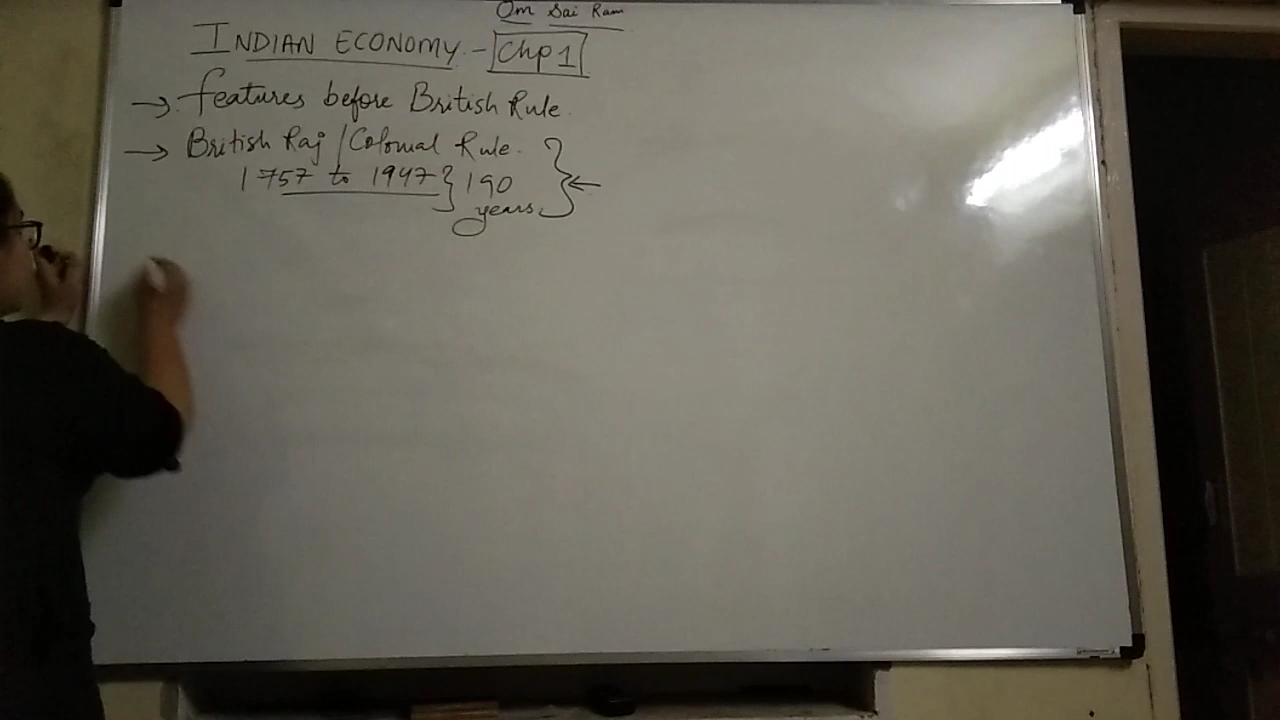 Om Sai Ram
INDIAN ECONOMY - Chp 1
→ features before British Rule.
→ British Raj / Colonial Rule.
1757 to 1947 } 190 years. } ←